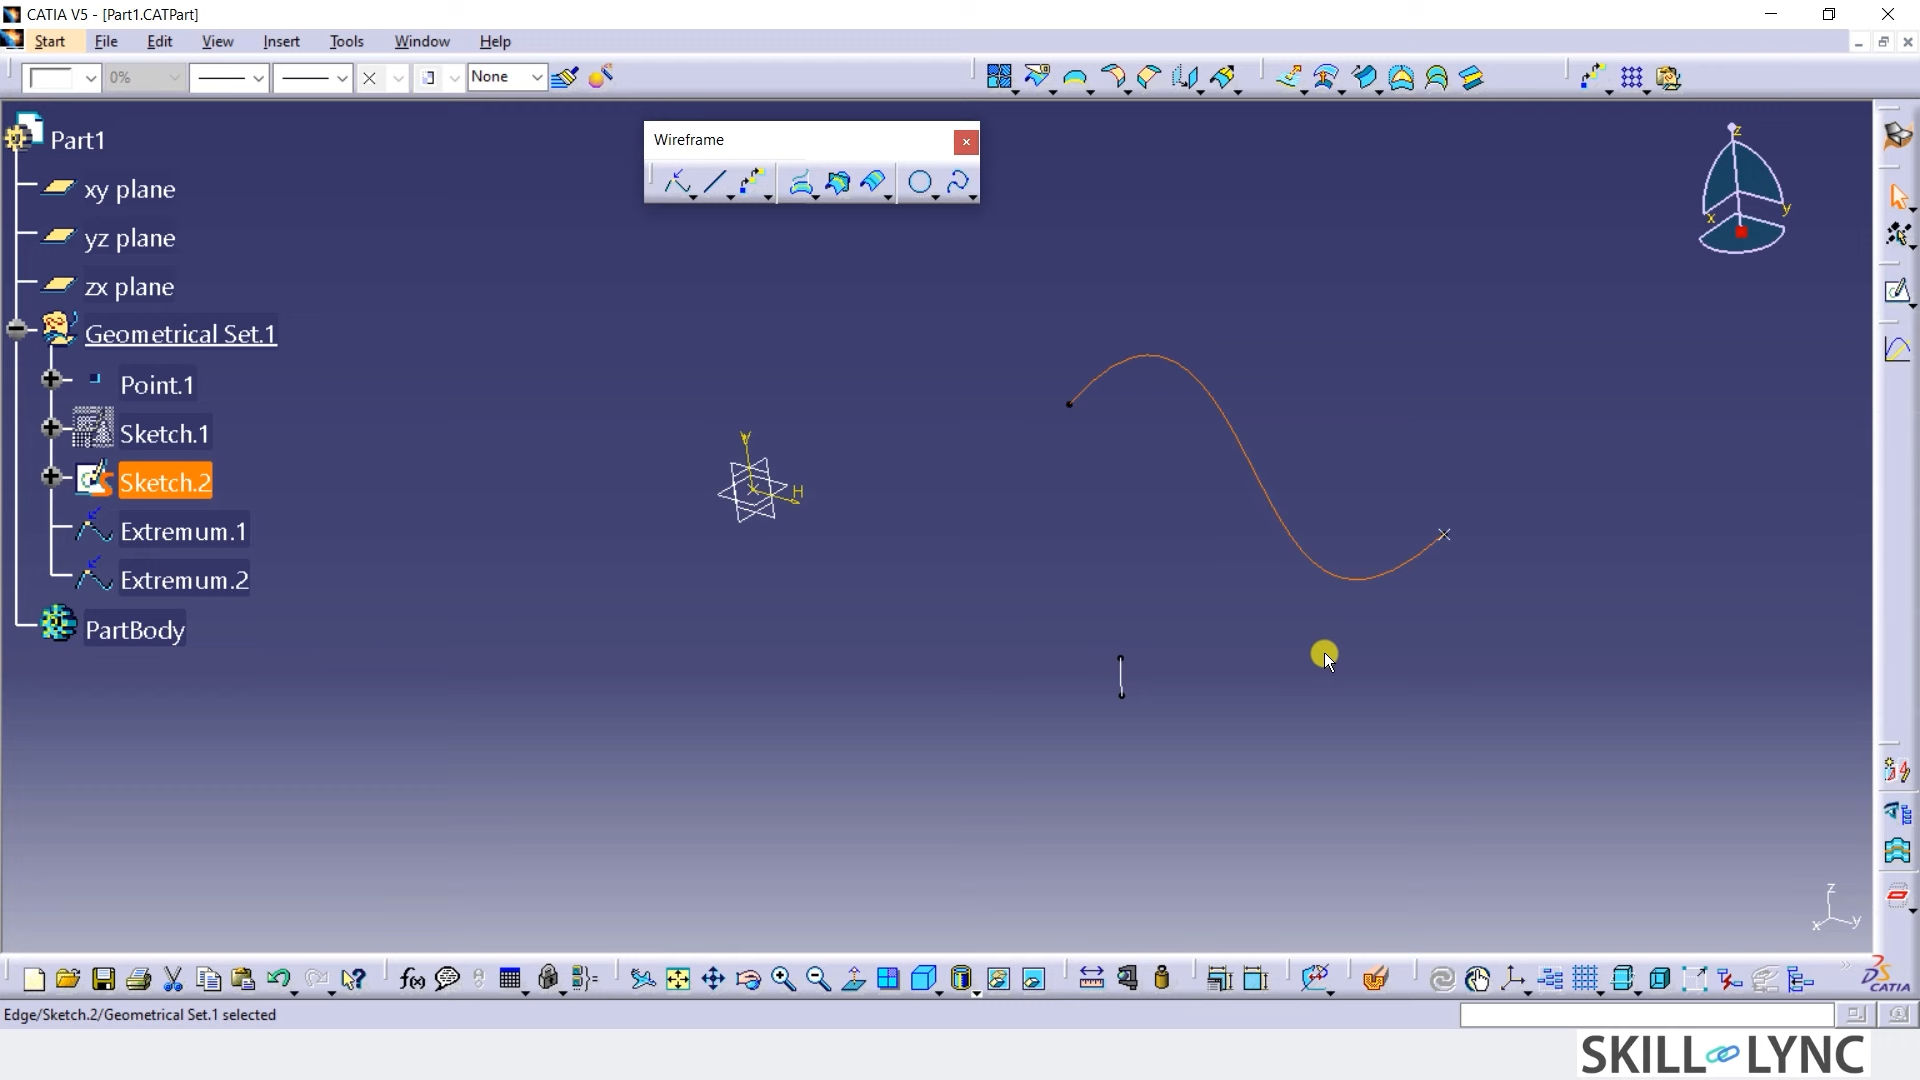 CATIA V5 - [Part1.CATPart]
Start File Edit View Insert Tools Window Help
0% None
Wireframe
Part1
xy plane
yz plane
zx plane
Geometrical Set.1
Point.1
Sketch.1
Sketch.2
Extremum.1
Extremum.2
PartBody
z
x
y
V
H
z
x
y
f(x)
CATIA
Edge/Sketch.2/Geometrical Set.1 selected
SKILL LYNC